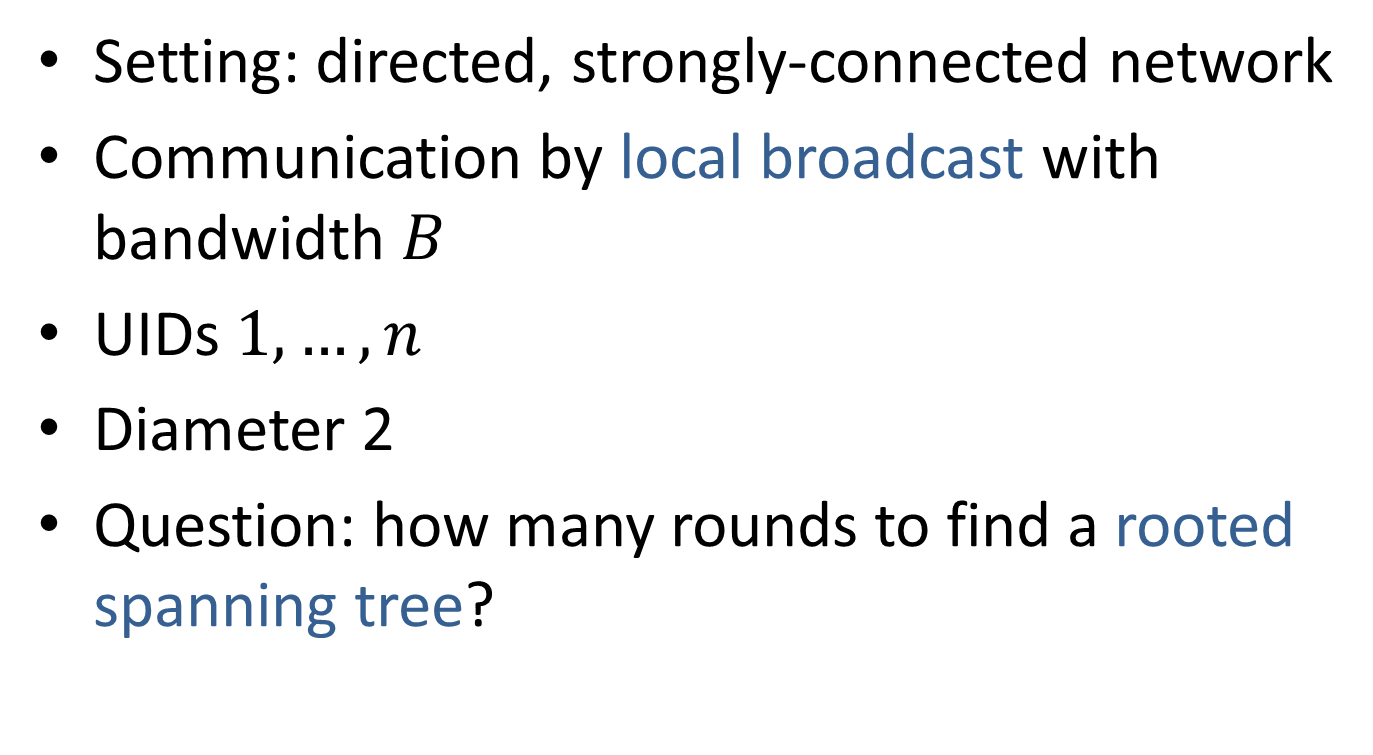 • Setting: directed, strongly-connected network
• Communication by local broadcast with
bandwidth B
• UIDs 1, … , n
• Diameter 2
• Question: how many rounds to find a rooted
spanning tree?